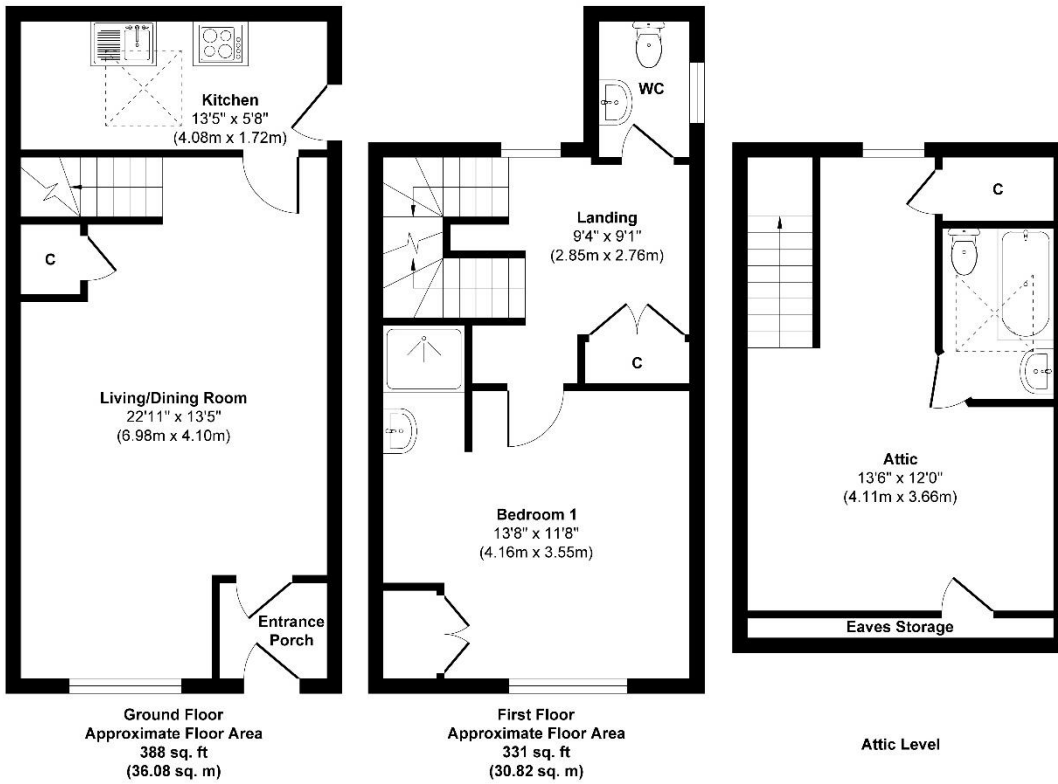 Kitchen
13'5" x 5'8"
(4.08m x 1.72m)
C
Living/Dining Room
22'11" x 13'5"
(6.98m x 4.10m)
Entrance
Porch
Ground Floor
Approximate Floor Area
388 sq. ft
(36.08 sq. m)
WC
Landing
9'4" x 9'1"
(2.85m x 2.76m)
C
Bedroom 1
13'8" x 11'8"
(4.16m x 3.55m)
First Floor
Approximate Floor Area
331 sq. ft
(30.82 sq. m)
C
Attic
13'6" x 12'0"
(4.11m x 3.66m)
Eaves Storage
Attic Level